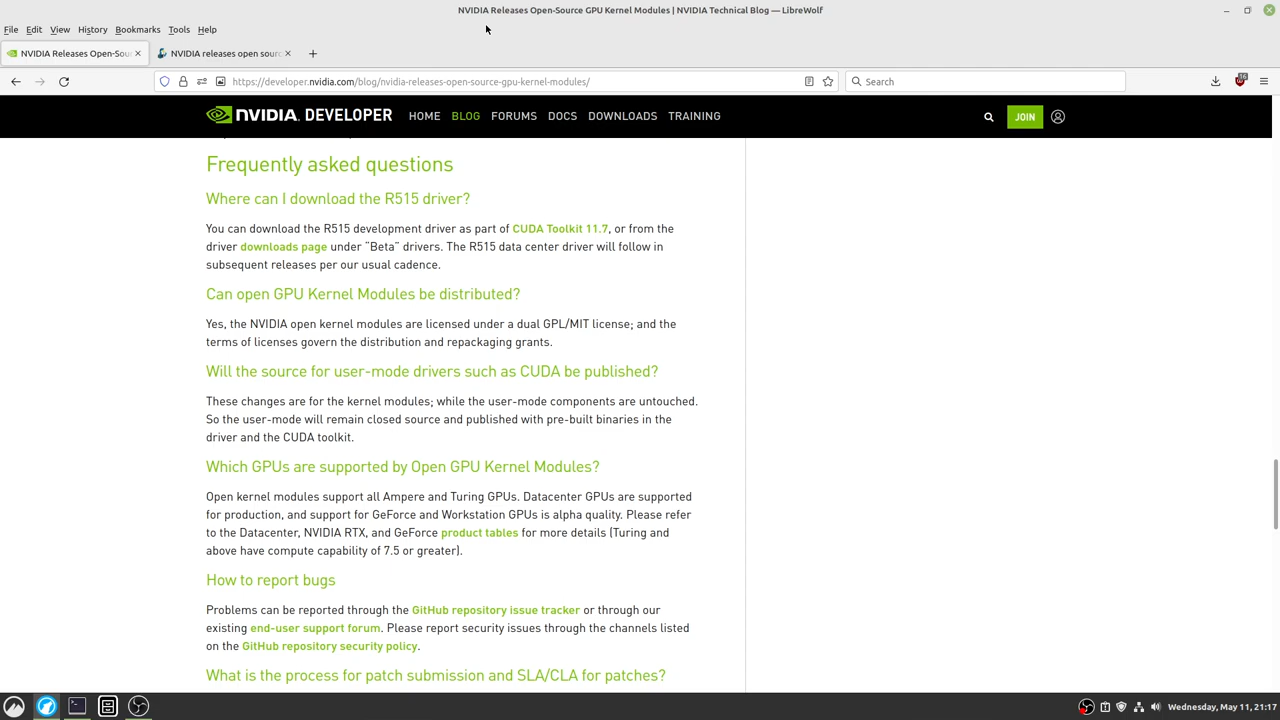 NVIDIA Releases Open-Source GPU Kernel Modules | NVIDIA Technical Blog — LibreWolf
File Edit View History Bookmarks Tools Help
NVIDIA Releases Open-Sour
NVIDIA releases open sourc
https://developer.nvidia.com/blog/nvidia-releases-open-source-gpu-kernel-modules/
Search
NVIDIA. DEVELOPER HOME BLOG FORUMS DOCS DOWNLOADS TRAINING JOIN
Frequently asked questions
Where can I download the R515 driver?
You can download the R515 development driver as part of CUDA Toolkit 11.7, or from the
driver downloads page under "Beta" drivers. The R515 data center driver will follow in
subsequent releases per our usual cadence.
Can open GPU Kernel Modules be distributed?
Yes, the NVIDIA open kernel modules are licensed under a dual GPL/MIT license; and the
terms of licenses govern the distribution and repackaging grants.
Will the source for user-mode drivers such as CUDA be published?
These changes are for the kernel modules; while the user-mode components are untouched.
So the user-mode will remain closed source and published with pre-built binaries in the
driver and the CUDA toolkit.
Which GPUs are supported by Open GPU Kernel Modules?
Open kernel modules support all Ampere and Turing GPUs. Datacenter GPUs are supported
for production, and support for GeForce and Workstation GPUs is alpha quality. Please refer
to the Datacenter, NVIDIA RTX, and GeForce product tables for more details (Turing and
above have compute capability of 7.5 or greater).
How to report bugs
Problems can be reported through the GitHub repository issue tracker or through our
existing end-user support forum. Please report security issues through the channels listed
on the GitHub repository security policy.
What is the process for patch submission and SLA/CLA for patches?
Wednesday, May 11, 21:17